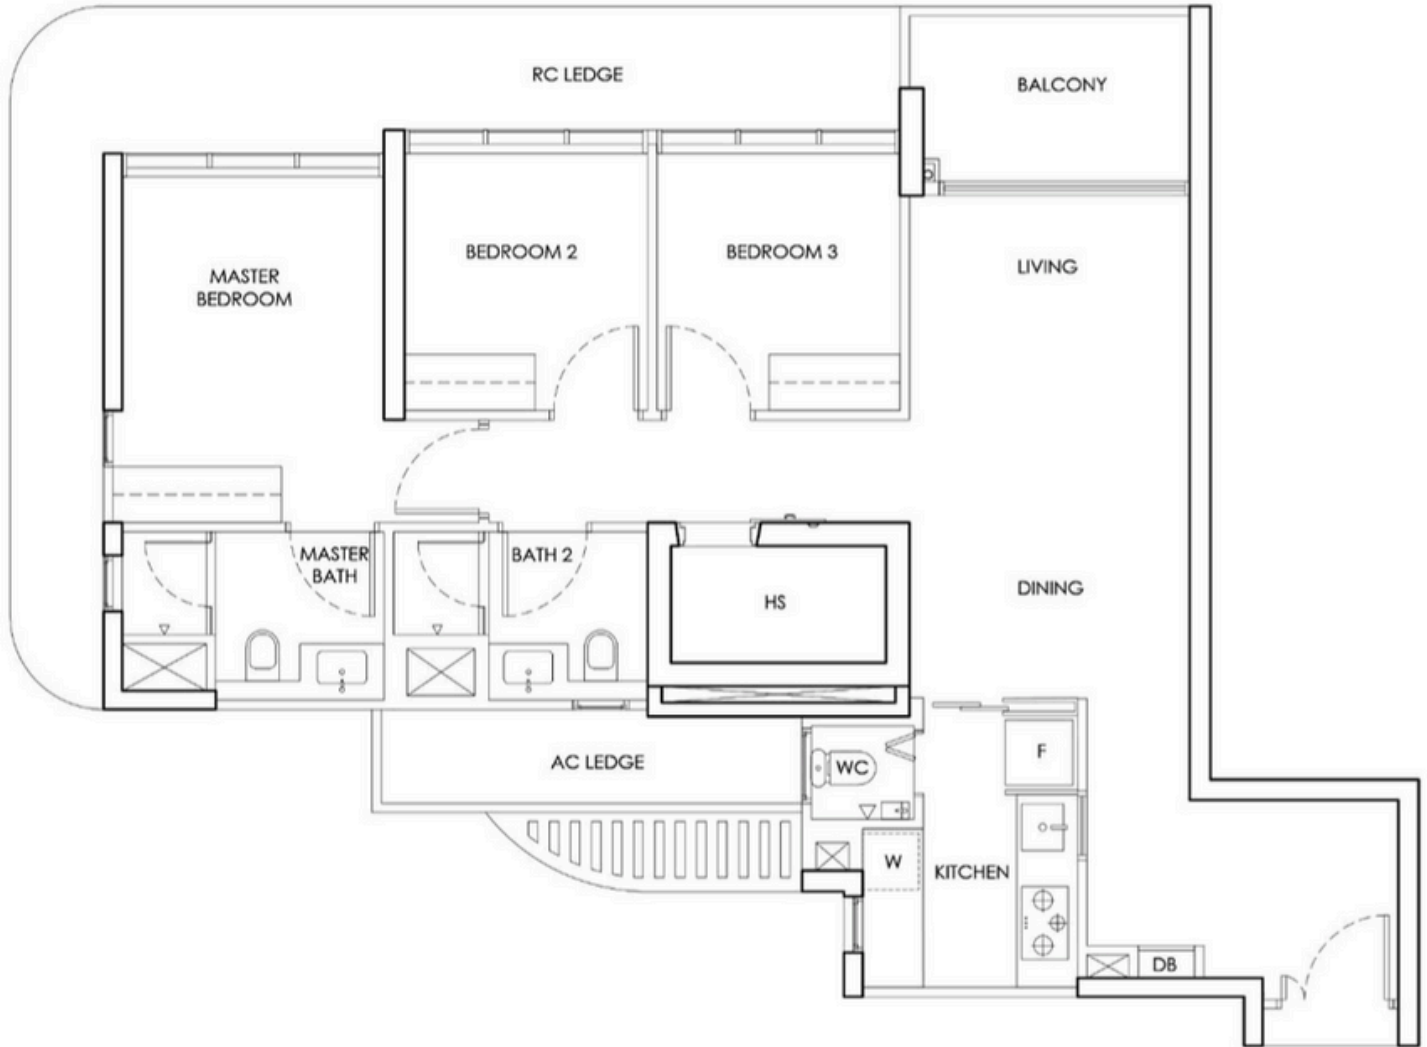 RC LEDGE
BALCONY
BEDROOM 2
BEDROOM 3
LIVING
MASTER
BEDROOM
MASTER
BATH
BATH 2
HS
DINING
AC LEDGE
WC
F
W
KITCHEN
DB